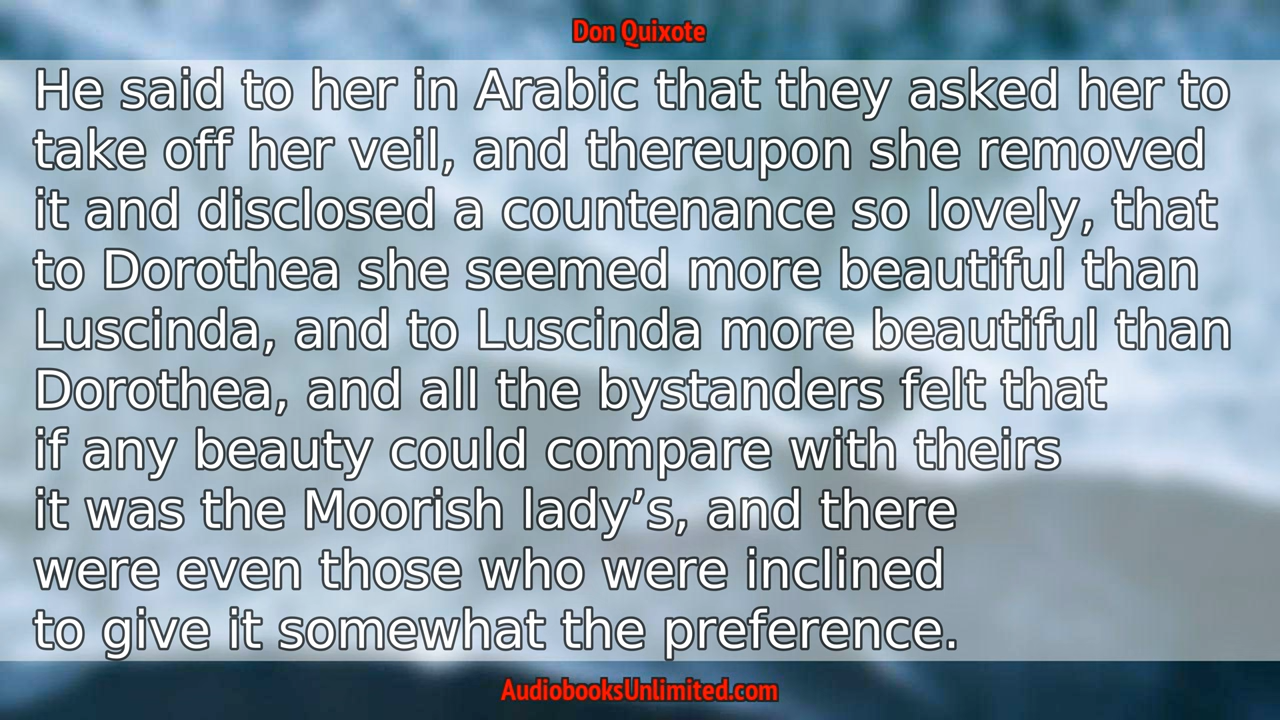 Don Quixote
He said to her in Arabic that they asked her to
take off her veil, and thereupon she removed
it and disclosed a countenance so lovely, that
to Dorothea she seemed more beautiful than
Luscinda, and to Luscinda more beautiful than
Dorothea, and all the bystanders felt that
if any beauty could compare with theirs
it was the Moorish lady’s, and there
were even those who were inclined
to give it somewhat the preference.
AudiobooksUnlimited.com